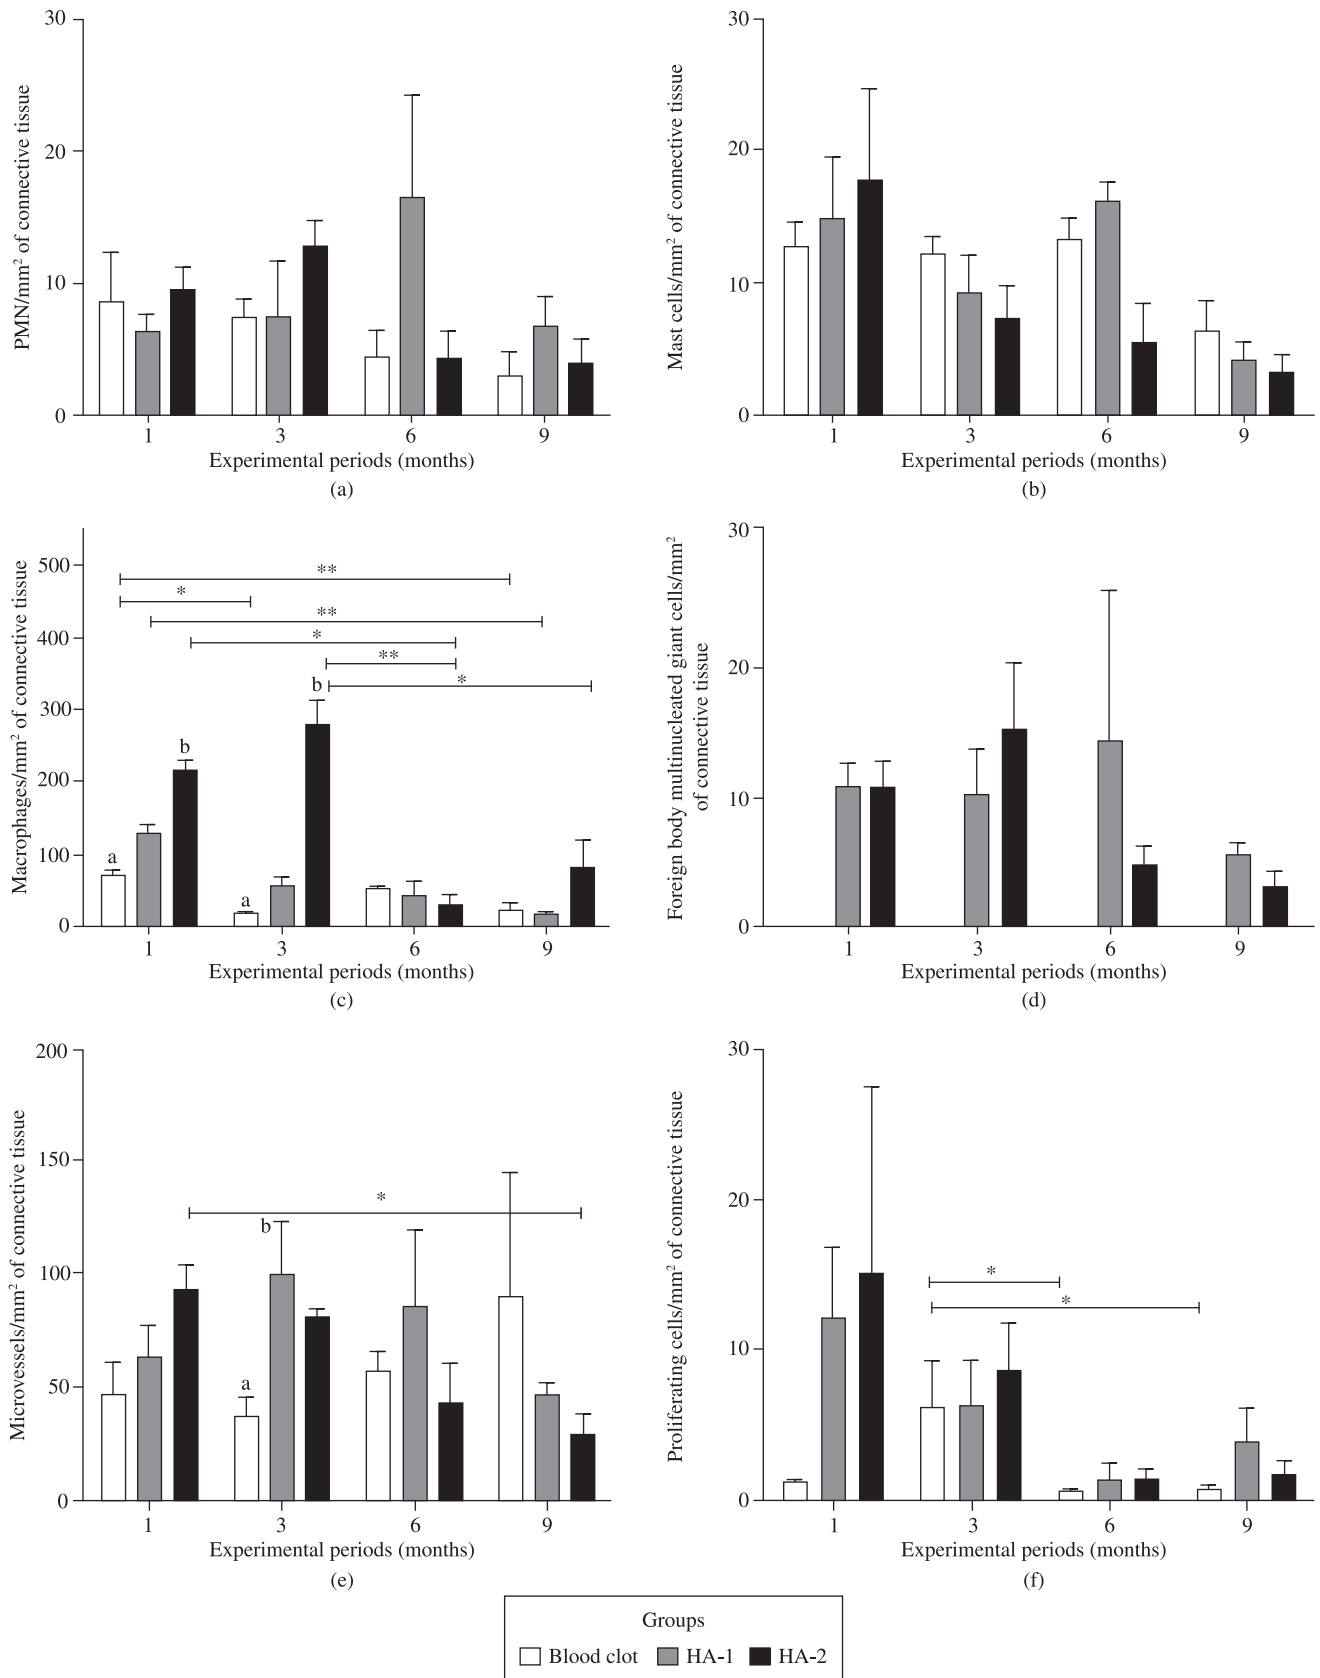 30
20
10
0
PMN/mm² of connective tissue
1 3 6 9
Experimental periods (months)
(a)
30
20
10
0
Mast cells/mm² of connective tissue
1 3 6 9
Experimental periods (months)
(b)
500
400
300
200
100
0
Macrophages/mm² of connective tissue
**
*
**
*
**
*
a
b
a
b
1 3 6 9
Experimental periods (months)
(c)
30
20
10
0
Foreign body multinucleated giant cells/mm²
of connective tissue
1 3 6 9
Experimental periods (months)
(d)
200
150
100
50
0
Microvessels/mm² of connective tissue
*
b
a
1 3 6 9
Experimental periods (months)
(e)
30
20
10
0
Proliferating cells/mm² of connective tissue
*
*
1 3 6 9
Experimental periods (months)
(f)
Groups
Blood clot HA-1 HA-2